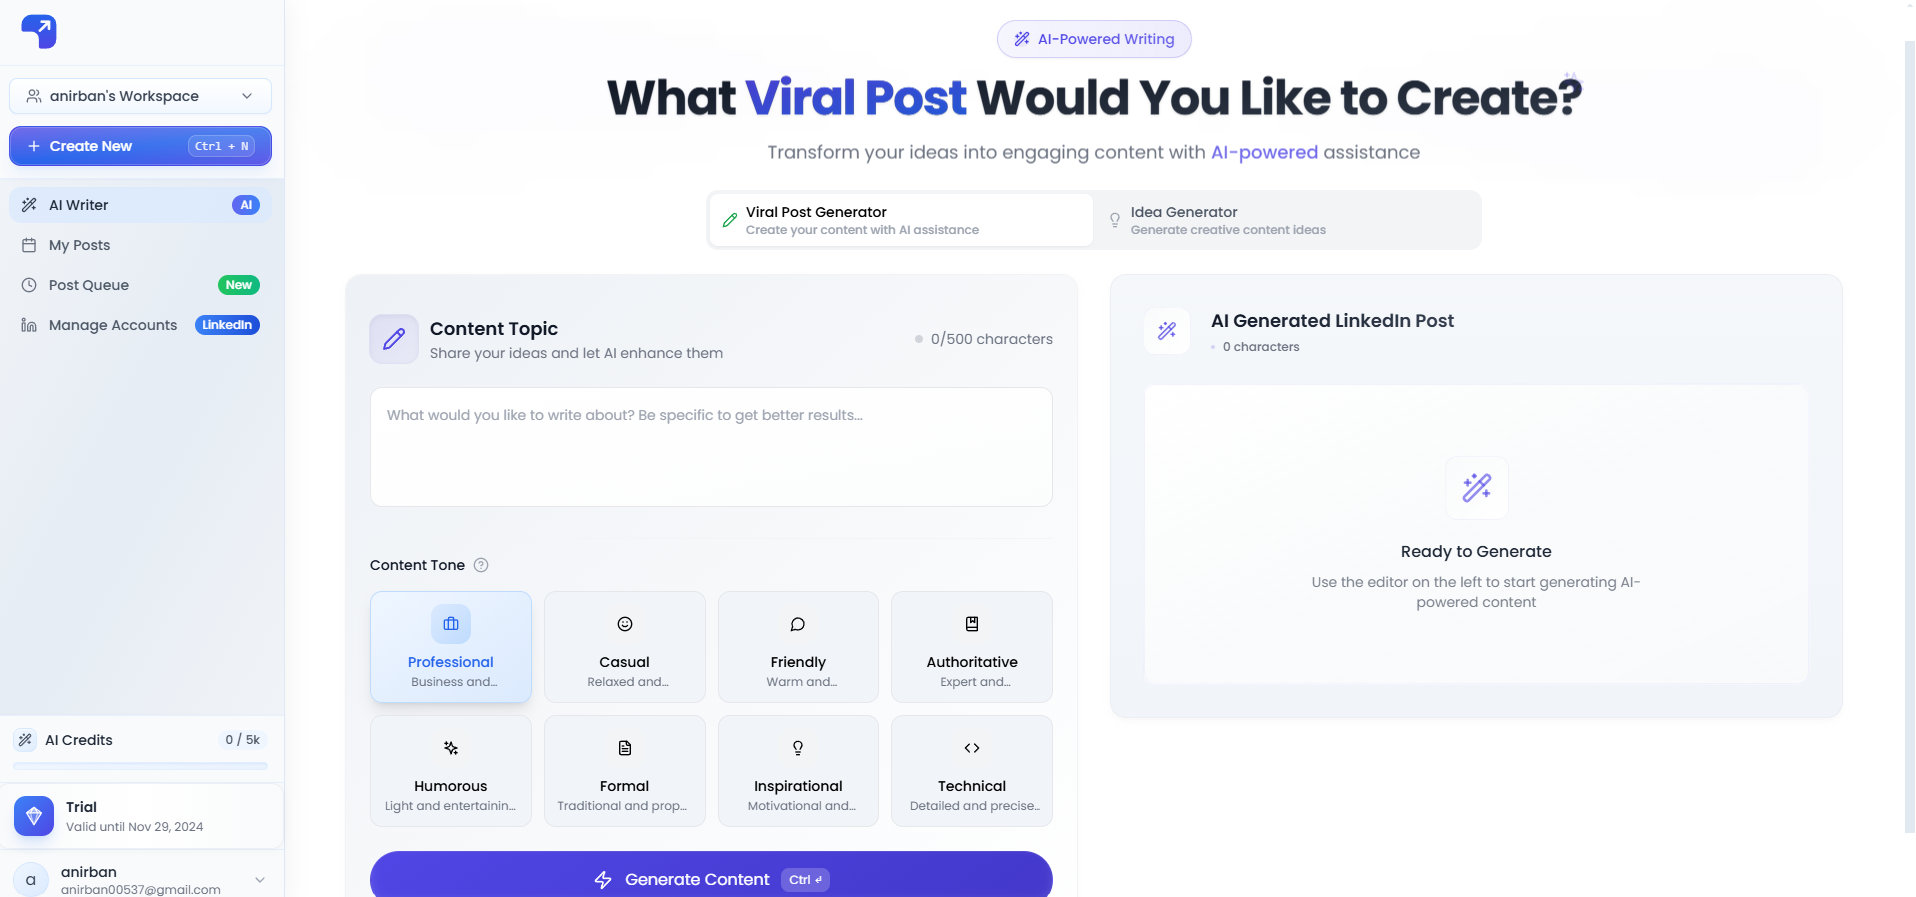 anirban's Workspace
Create New
Ctrl + N
AI Writer
AI
My Posts
Post Queue
New
Manage Accounts
LinkedIn
AI Credits
0 / 5k
Trial
Valid until Nov 29, 2024
a
anirban
anirban00537@gmail.com
AI-Powered Writing
What Viral Post Would You Like to Create?
Transform your ideas into engaging content with AI-powered assistance
Viral Post Generator
Create your content with AI assistance
Idea Generator
Generate creative content ideas
Content Topic
Share your ideas and let AI enhance them
0/500 characters
What would you like to write about? Be specific to get better results...
Content Tone
Professional
Business and...
Casual
Relaxed and...
Friendly
Warm and...
Authoritative
Expert and...
Humorous
Light and entertainin...
Formal
Traditional and prop...
Inspirational
Motivational and...
Technical
Detailed and precise...
Generate Content
Ctrl ⏎
AI Generated LinkedIn Post
0 characters
Ready to Generate
Use the editor on the left to start generating AI-
powered content